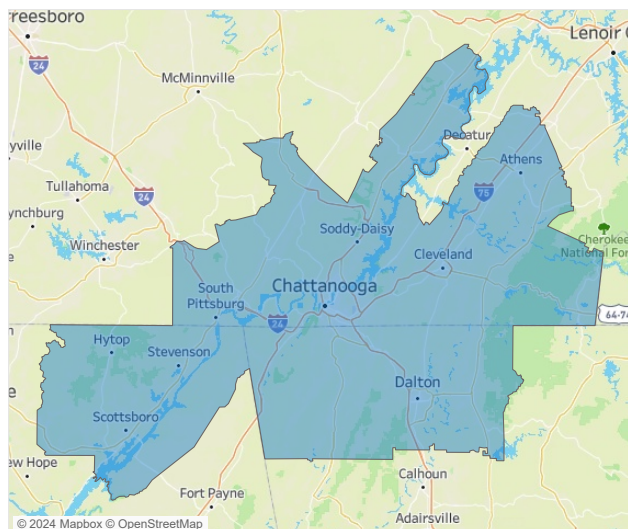 reesboro
24
McMinnville
Lenoir C
Decatur
Athens
75
yville
Tullahoma
24
Cherokee
National Fore
Soddy-Daisy
ynchburg
Winchester
Cleveland
Chattanooga
South
Pittsburg
24
64-74
Hytop
Stevenson
Dalton
Scottsboro
ew Hope
Calhoun
Fort Payne
Adairsville
© 2024 Mapbox © OpenStreetMap